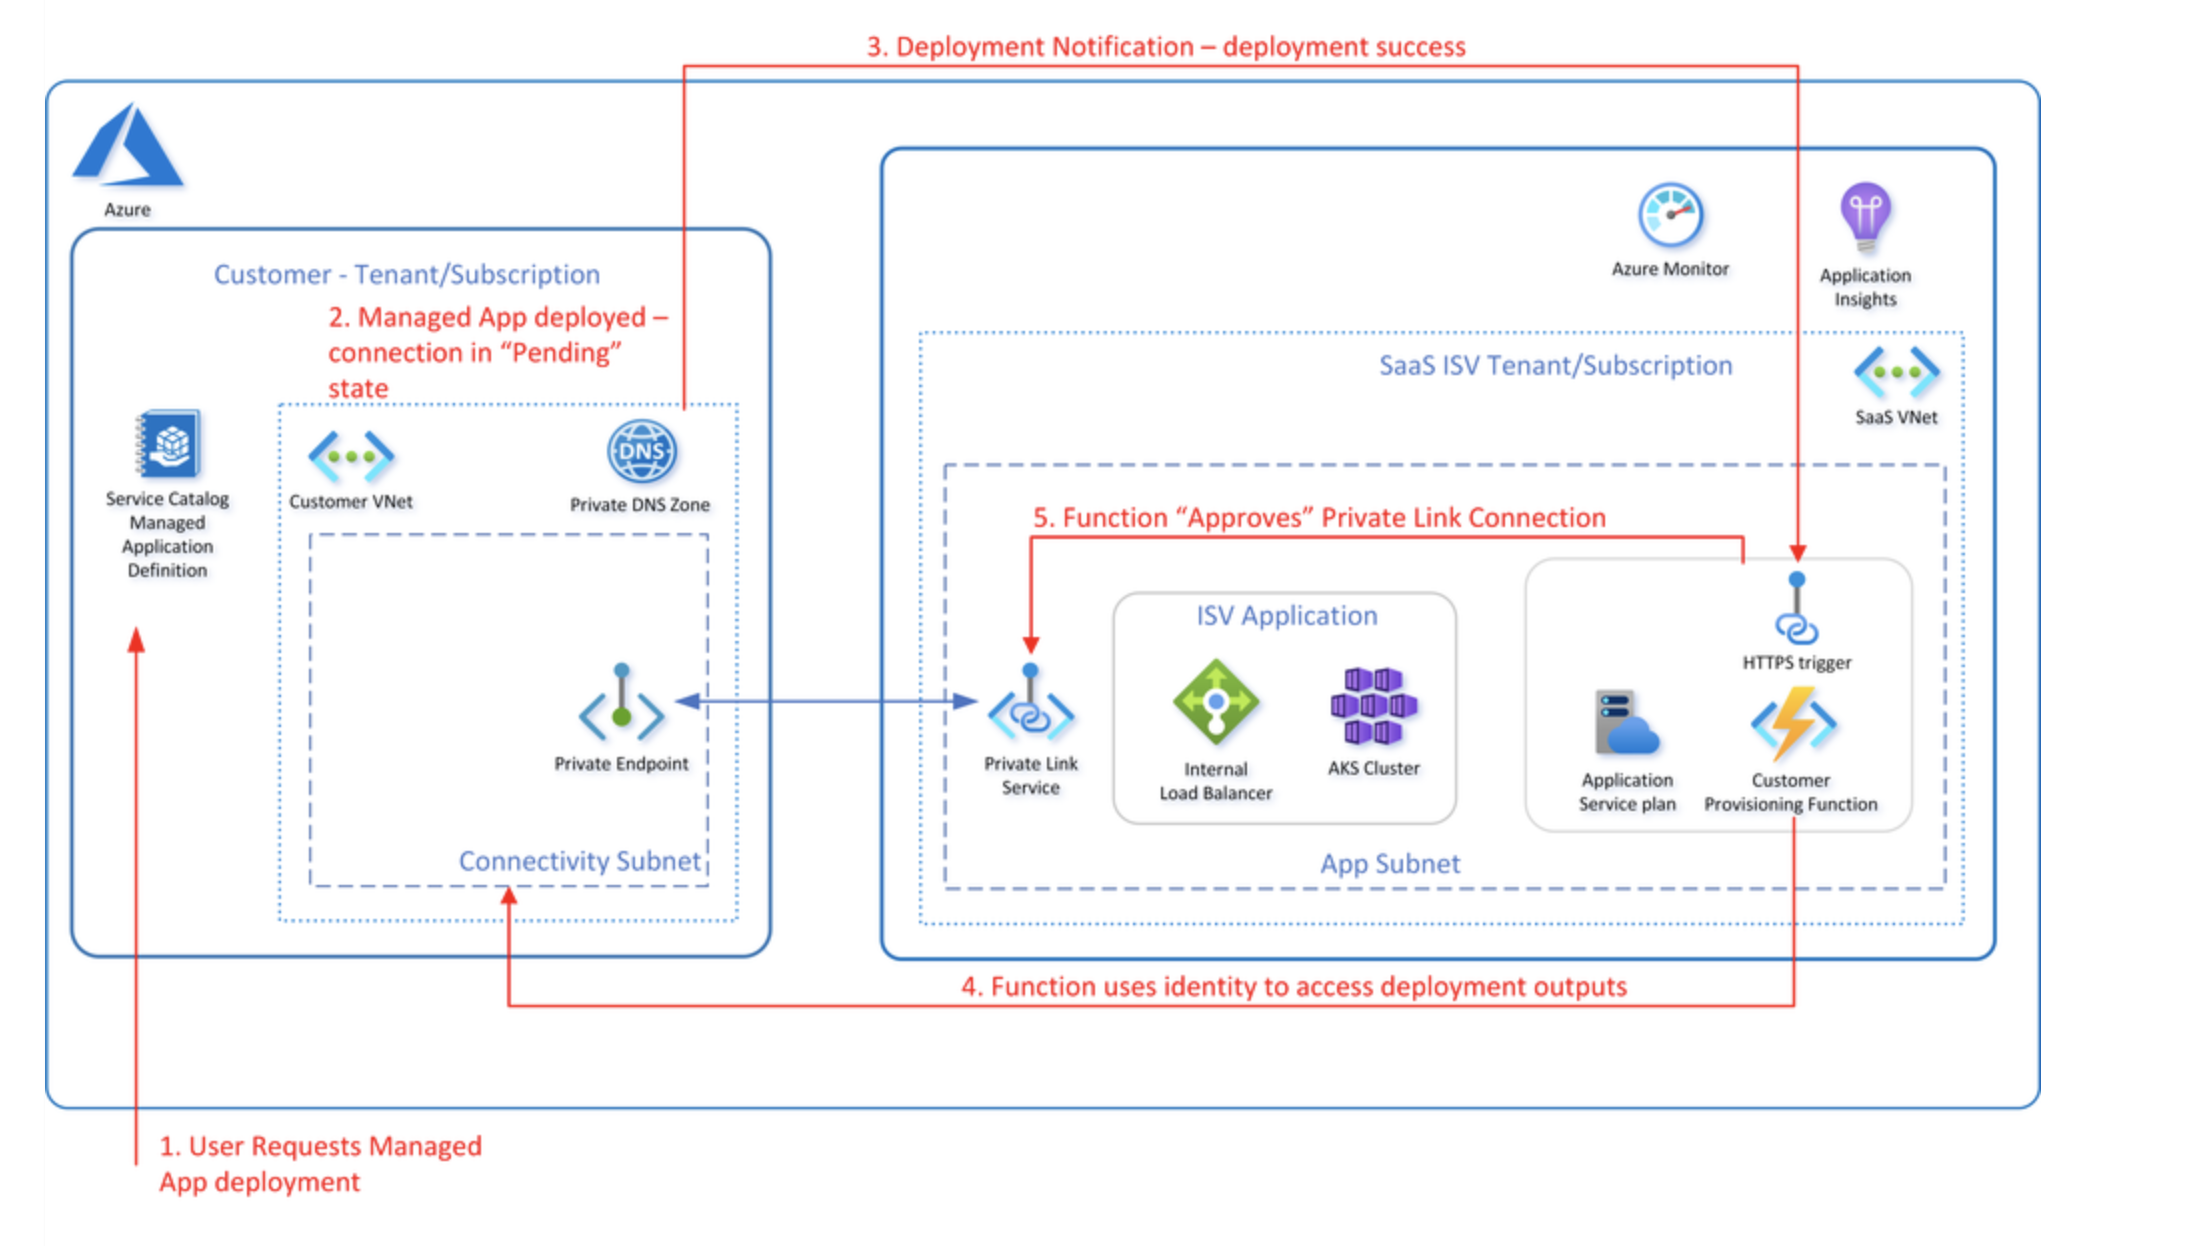 3. Deployment Notification – deployment success
Azure
Customer - Tenant/Subscription
2. Managed App deployed –
connection in “Pending”
state
Service Catalog
Managed
Application
Definition
Customer VNet
DNS
Private DNS Zone
Private Endpoint
Connectivity Subnet
Azure Monitor
Application
Insights
SaaS ISV Tenant/Subscription
SaaS VNet
5. Function “Approves” Private Link Connection
Private Link
Service
ISV Application
Internal
Load Balancer
AKS Cluster
HTTPS trigger
Application
Service plan
Customer
Provisioning Function
App Subnet
4. Function uses identity to access deployment outputs
1. User Requests Managed
App deployment